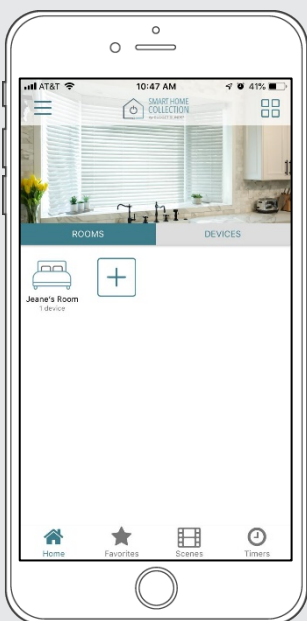 AT&T 10:47 AM 41%
SMART HOME
COLLECTION
ROOMS DEVICES
Jeane's Room
1 device
Home Favorites Scenes Timers